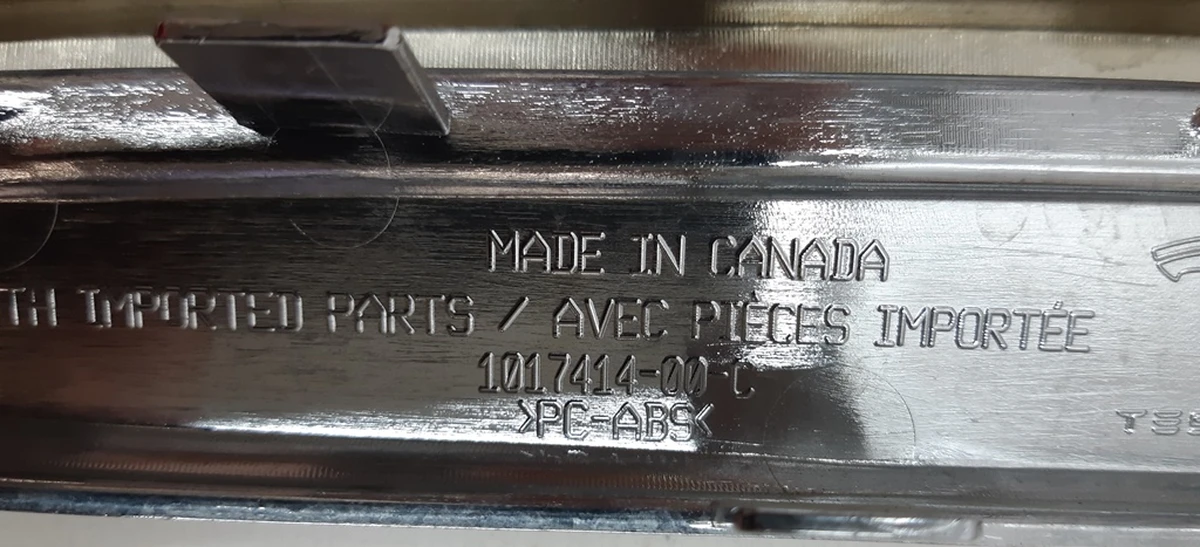 MADE IN CANADA
TH IMPORTED PARTS / AVEC PIÈCES IMPORTÉE
1017414-00-C
>PC-ABS<